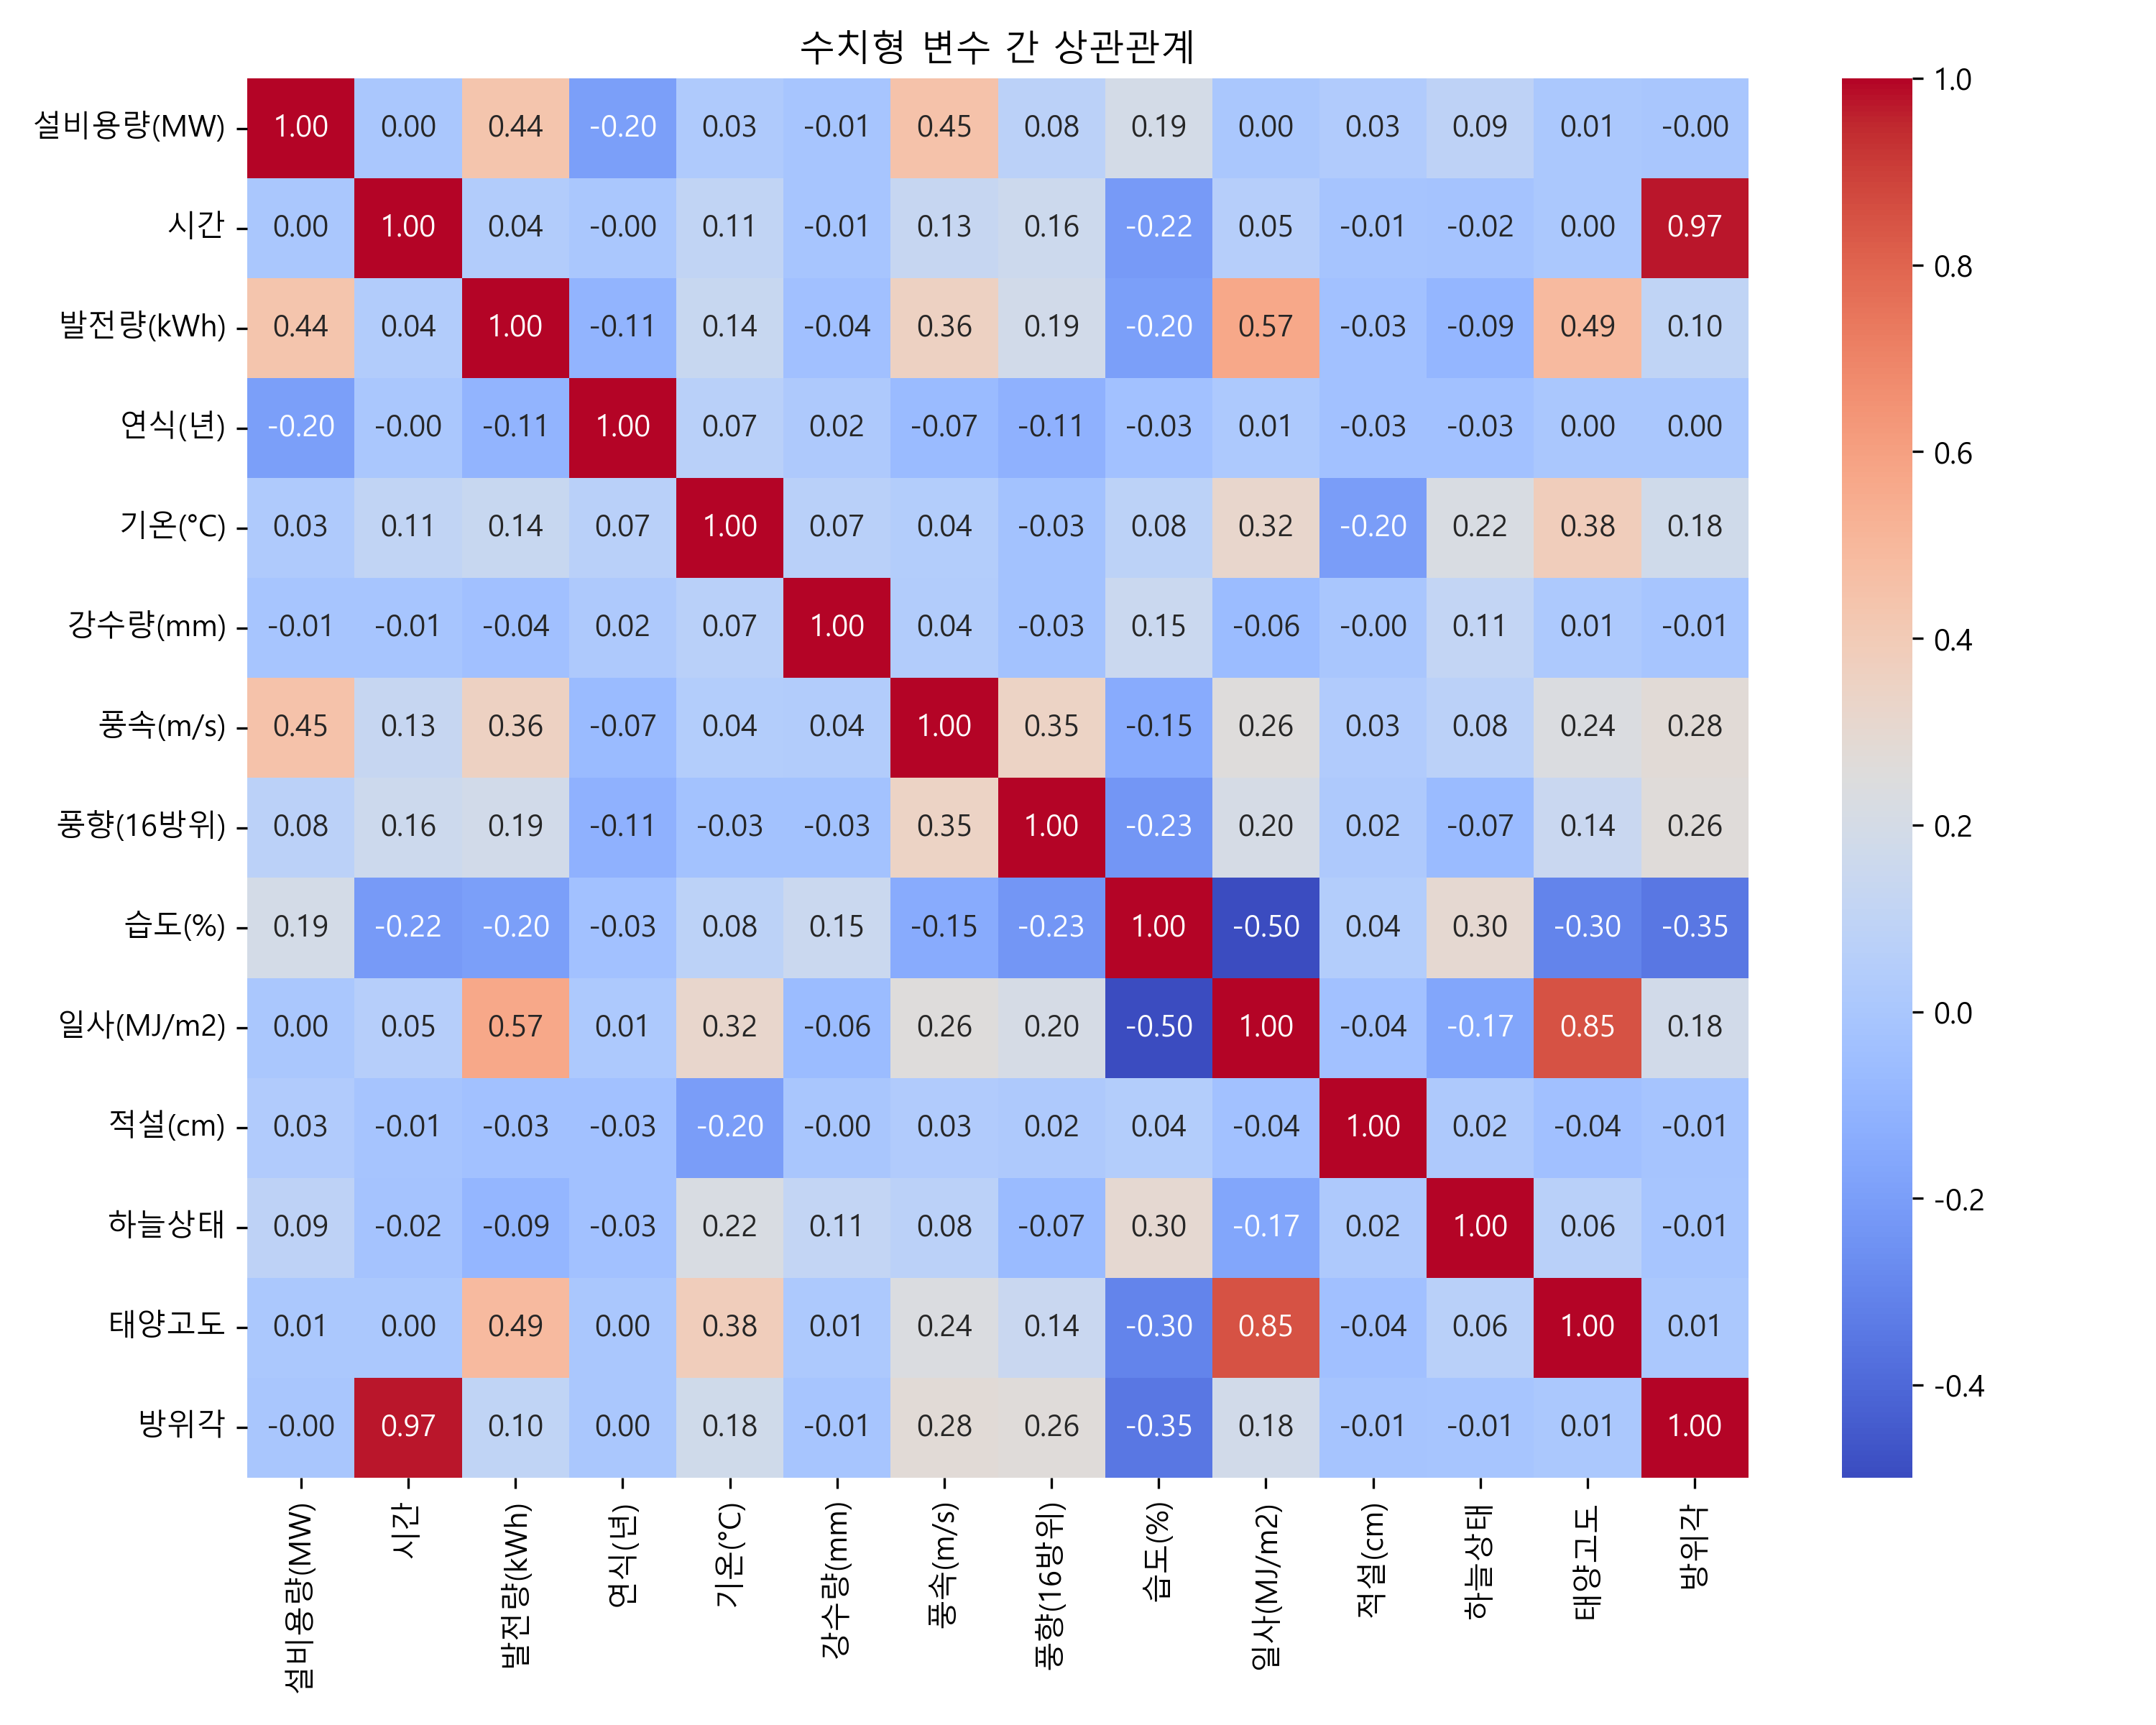 수치형 변수 간 상관관계
설비용량(MW) 1.00 0.00 0.44 -0.20 0.03 -0.01 0.45 0.08 0.19 0.00 0.03 0.09 0.01 -0.00
시간 0.00 1.00 0.04 -0.00 0.11 -0.01 0.13 0.16 -0.22 0.05 -0.01 -0.02 0.00 0.97
발전량(kWh) 0.44 0.04 1.00 -0.11 0.14 -0.04 0.36 0.19 -0.20 0.57 -0.03 -0.09 0.49 0.10
연식(년) -0.20 -0.00 -0.11 1.00 0.07 0.02 -0.07 -0.11 -0.03 0.01 -0.03 -0.03 0.00 0.00
기온(°C) 0.03 0.11 0.14 0.07 1.00 0.07 0.04 -0.03 0.08 0.32 -0.20 0.22 0.38 0.18
강수량(mm) -0.01 -0.01 -0.04 0.02 0.07 1.00 0.04 -0.03 0.15 -0.06 -0.00 0.11 0.01 -0.01
풍속(m/s) 0.45 0.13 0.36 -0.07 0.04 0.04 1.00 0.35 -0.15 0.26 0.03 0.08 0.24 0.28
풍향(16방위) 0.08 0.16 0.19 -0.11 -0.03 -0.03 0.35 1.00 -0.23 0.20 0.02 -0.07 0.14 0.26
습도(%) 0.19 -0.22 -0.20 -0.03 0.08 0.15 -0.15 -0.23 1.00 -0.50 0.04 0.30 -0.30 -0.35
일사(MJ/m2) 0.00 0.05 0.57 0.01 0.32 -0.06 0.26 0.20 -0.50 1.00 -0.04 -0.17 0.85 0.18
적설(cm) 0.03 -0.01 -0.03 -0.03 -0.20 -0.00 0.03 0.02 0.04 -0.04 1.00 0.02 -0.04 -0.01
하늘상태 0.09 -0.02 -0.09 -0.03 0.22 0.11 0.08 -0.07 0.30 -0.17 0.02 1.00 0.06 -0.01
태양고도 0.01 0.00 0.49 0.00 0.38 0.01 0.24 0.14 -0.30 0.85 -0.04 0.06 1.00 0.01
방위각 -0.00 0.97 0.10 0.00 0.18 -0.01 0.28 0.26 -0.35 0.18 -0.01 -0.01 0.01 1.00
설비용량(MW)
시간
발전량(kWh)
연식(년)
기온(°C)
강수량(mm)
풍속(m/s)
풍향(16방위)
습도(%)
일사(MJ/m2)
적설(cm)
하늘상태
태양고도
방위각
1.0
0.8
0.6
0.4
0.2
0.0
-0.2
-0.4